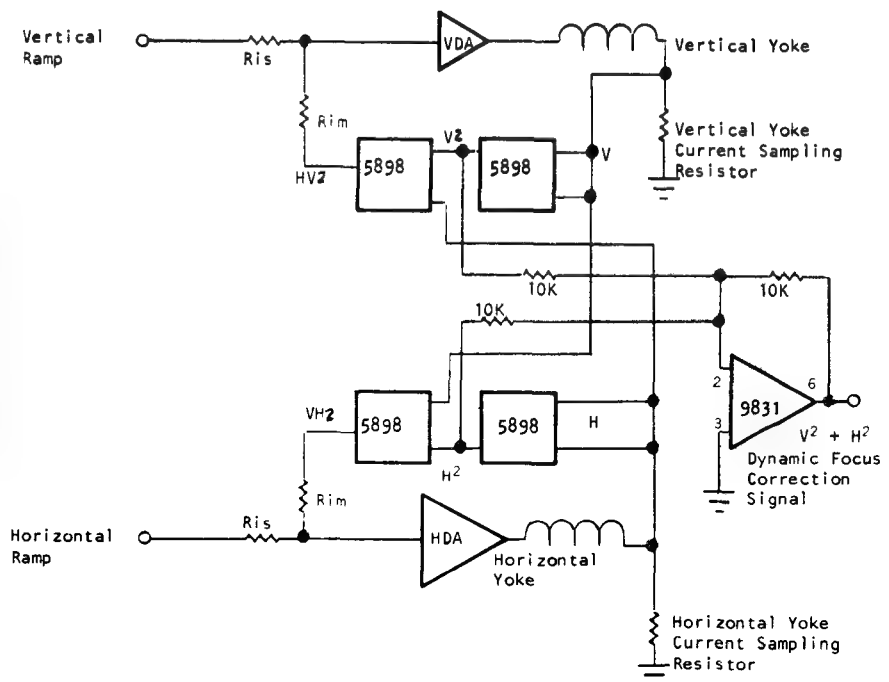 Vertical
Ramp
Ris
VDA
Vertical Yoke
Rim
V2
V
Vertical Yoke
Current Sampling
Resistor
5898
5898
HV2
10K
10K
10K
2
6
9831
3
V² + H²
Dynamic Focus
Correction
Signal
VH2
5898
5898
H
H²
Rim
Ris
Horizontal
Ramp
HDA
Horizontal
Yoke
Horizontal Yoke
Current Sampling
Resistor